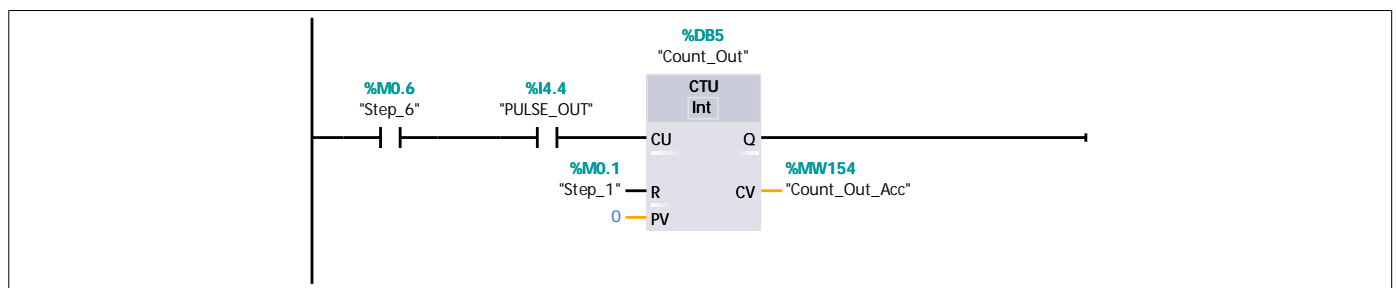 %DB5
"Count_Out"
%M0.6
"Step_6"
%I4.4
"PULSE_OUT"
CTU
Int
CU
Q
%M0.1
"Step_1"
R
%MW154
CV
"Count_Out_Acc"
0
PV